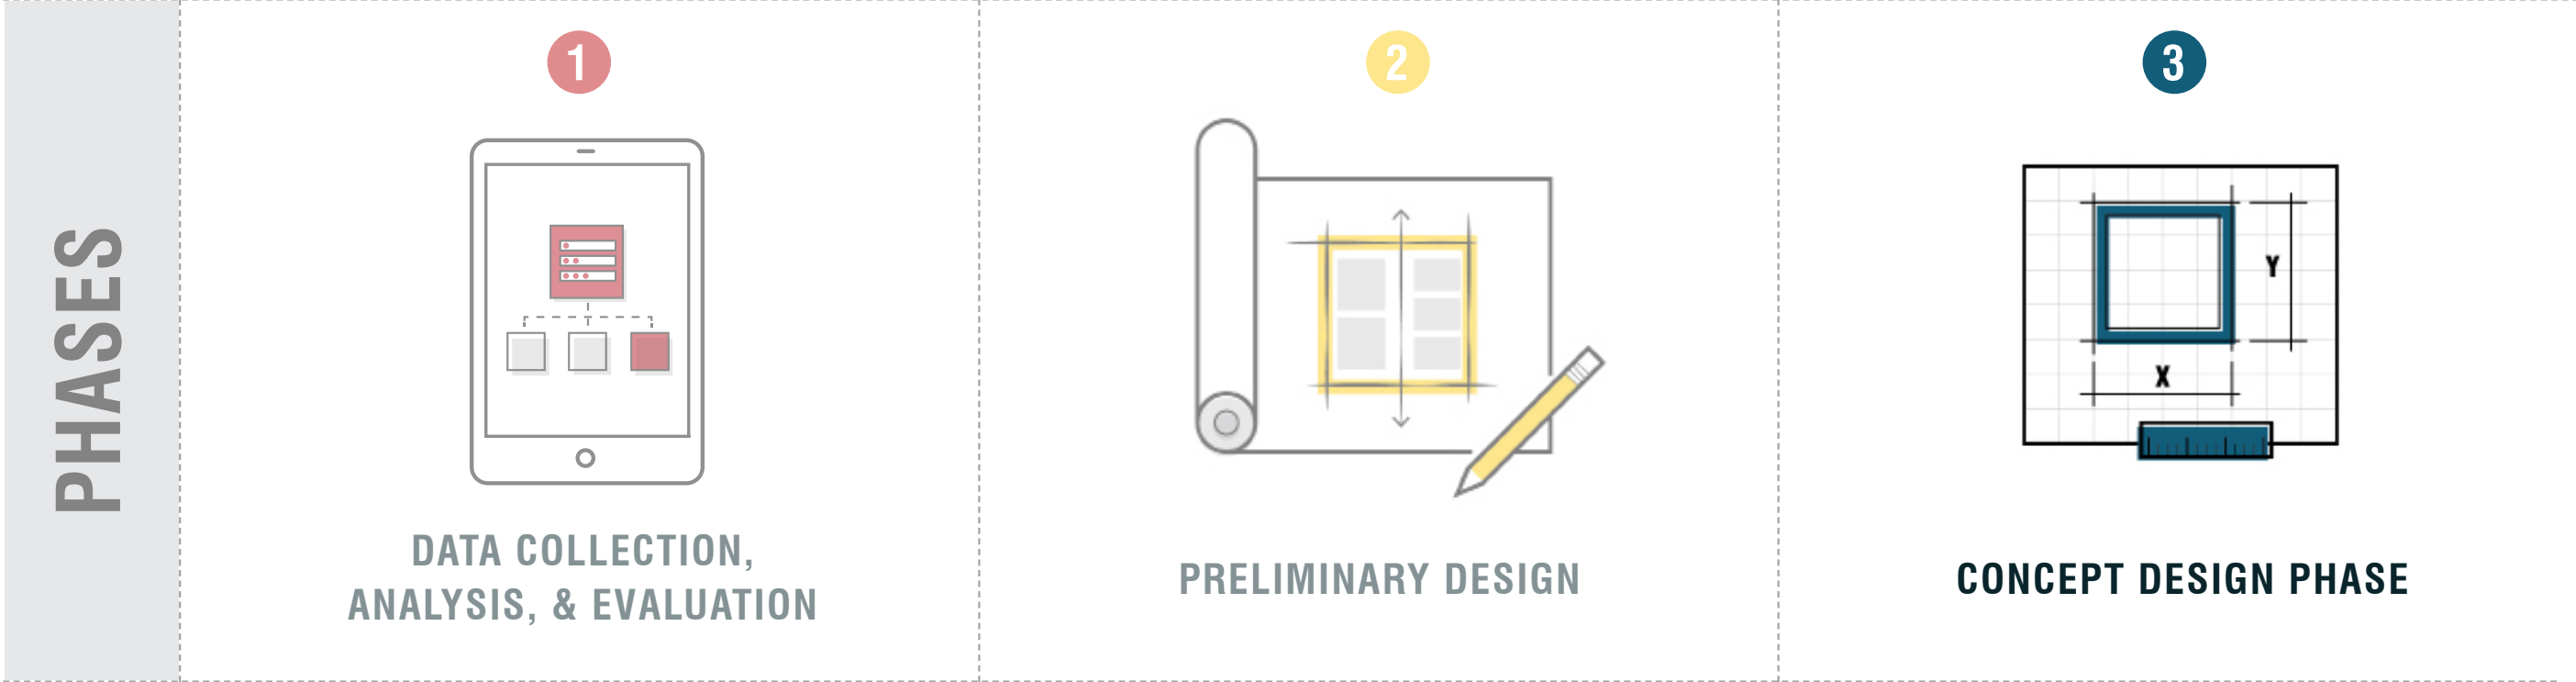 PHASES
1
DATA COLLECTION,
ANALYSIS, & EVALUATION
2
PRELIMINARY DESIGN
3
Y
X
CONCEPT DESIGN PHASE